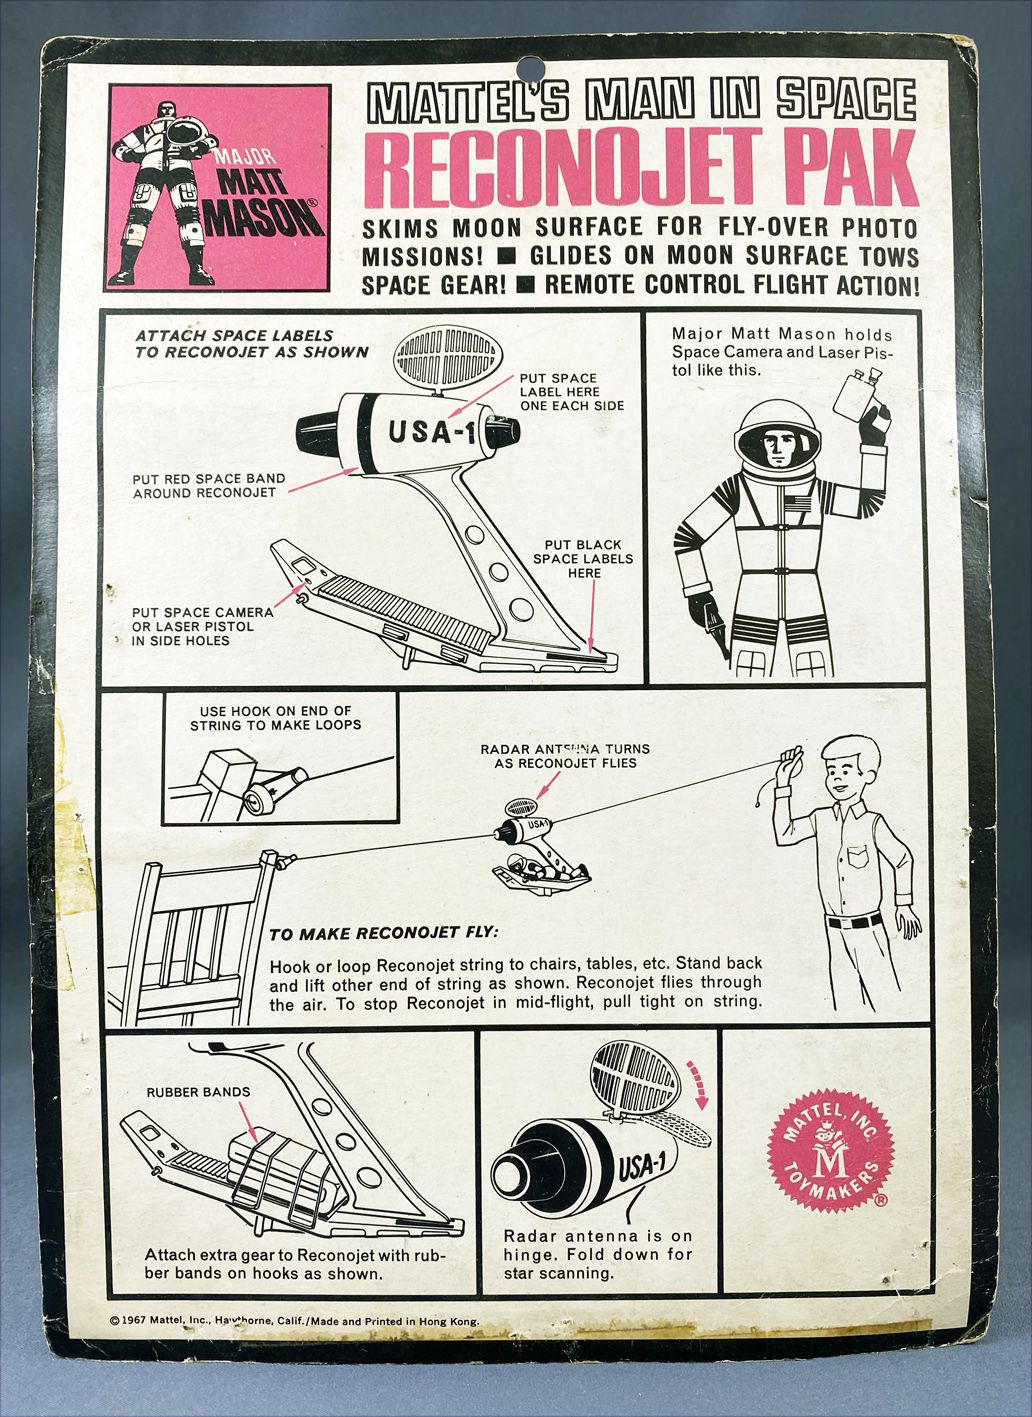 MATTEL'S MAN IN SPACE
RECONOJET PAK
MAJOR
MATT
MASON®
SKIMS MOON SURFACE FOR FLY-OVER PHOTO
MISSIONS! ■ GLIDES ON MOON SURFACE TOWS
SPACE GEAR! ■ REMOTE CONTROL FLIGHT ACTION!
ATTACH SPACE LABELS
TO RECONOJET AS SHOWN
PUT SPACE
LABEL HERE
ONE EACH SIDE
USA-1
PUT RED SPACE BAND
AROUND RECONOJET
PUT BLACK
SPACE LABELS
HERE
PUT SPACE CAMERA
OR LASER PISTOL
IN SIDE HOLES
Major Matt Mason holds
Space Camera and Laser Pis-
tol like this.
USE HOOK ON END OF
STRING TO MAKE LOOPS
RADAR ANTENNA TURNS
AS RECONOJET FLIES
USA-1
TO MAKE RECONOJET FLY:
Hook or loop Reconojet string to chairs, tables, etc. Stand back
and lift other end of string as shown. Reconojet flies through
the air. To stop Reconojet in mid-flight, pull tight on string.
RUBBER BANDS
Attach extra gear to Reconojet with rub-
ber bands on hooks as shown.
USA-1
Radar antenna is on
hinge. Fold down for
star scanning.
MATTEL, INC.
M
TOYMAKERS
®
©1967 Mattel, Inc., Hawthorne, Calif./Made and Printed in Hong Kong.